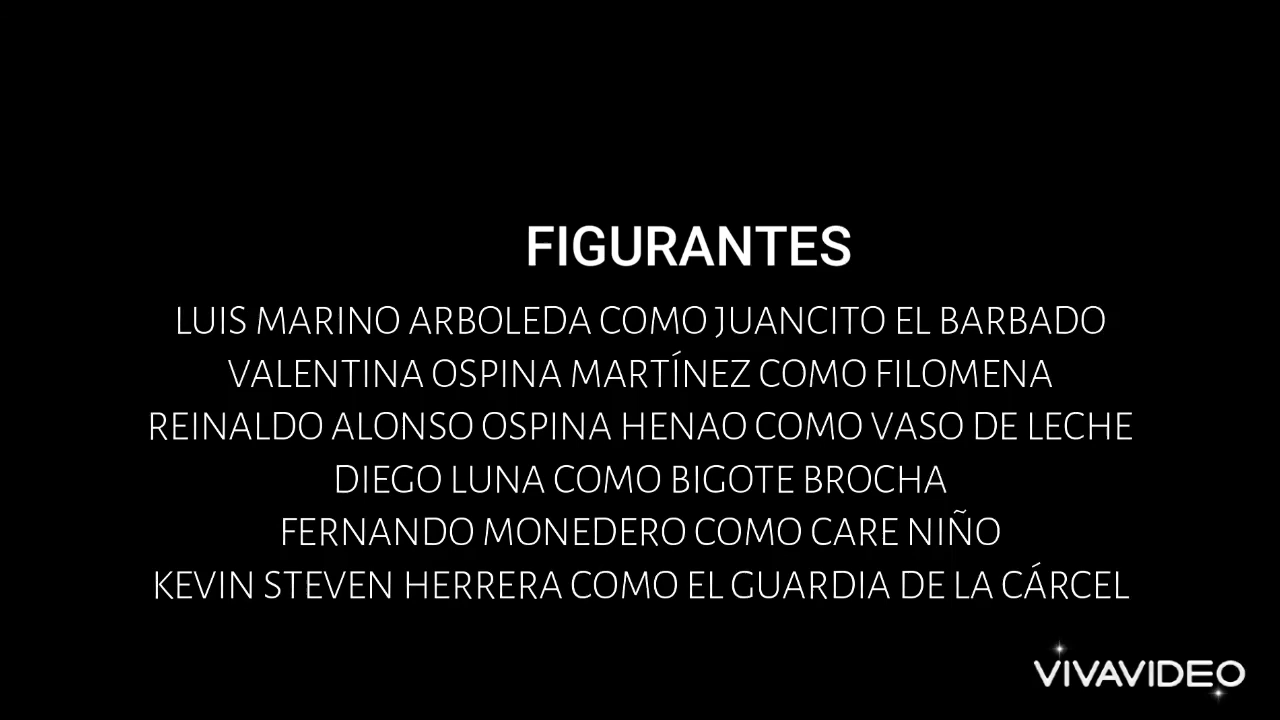 FIGURANTES
LUIS MARINO ARBOLEDA COMO JUANCITO EL BARBADO
VALENTINA OSPINA MARTÍNEZ COMO FILOMENA
REINALDO ALONSO OSPINA HENAO COMO VASO DE LECHE
DIEGO LUNA COMO BIGOTE BROCHA
FERNANDO MONEDERO COMO CARE NIÑO
KEVIN STEVEN HERRERA COMO EL GUARDIA DE LA CÁRCEL
VIVAVIDEO